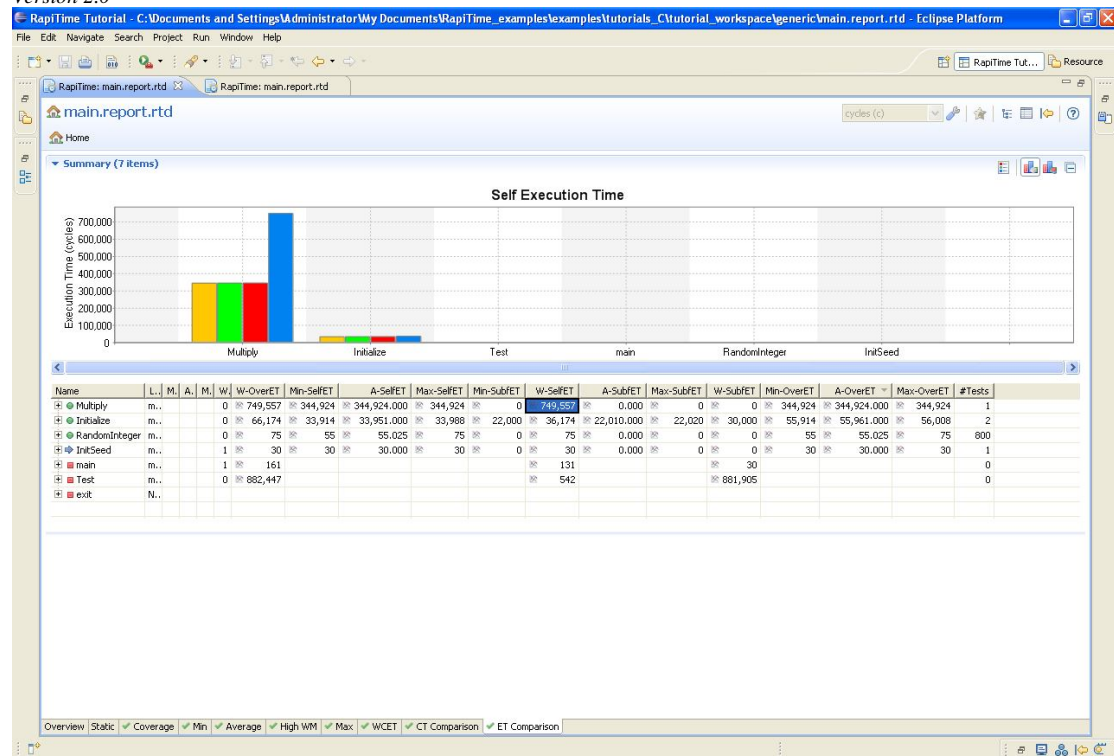 Version 2.0
RapiTime Tutorial - C:\Documents and Settings\Administrator\My Documents\RapiTime_examples\examples\tutorials_C\tutorial_workspace\generic\main.report.rtd - Eclipse Platform
File Edit Navigate Search Project Run Window Help
RapiTime Tut... Resource
RapiTime: main.report.rtd RapiTime: main.report.rtd
main.report.rtd
cycles (c)
Home
Summary (7 items)
Self Execution Time
Execution Time (cycles)
700,000
600,000
500,000
400,000
300,000
200,000
100,000
0
Multiply Initialize Test main RandomInteger InitSeed
Name L.. M. A. M. W. W-OverET Min-SelfET A-SelfET Max-SelfET Min-SubfET W-SelfET A-SubfET Max-SubfET W-SubfET Min-OverET A-OverET Max-OverET #Tests
Multiply m.. 0 749,557 344,924 344,924.000 344,924 0 749,557 0.000 0 0 344,924 344,924.000 344,924 1
Initialize m.. 0 66,174 33,914 33,951.000 33,988 22,000 36,174 22,010.000 22,020 30,000 55,914 55,961.000 56,008 2
RandomInteger m.. 0 75 55 55.025 75 0 75 0.000 0 0 55 55.025 75 800
InitSeed m.. 1 30 30 30.000 30 0 30 0.000 0 0 30 30.000 30 1
main m.. 1 161 131 30 0
Test m.. 0 882,447 542 881,905 0
exit N..
Overview Static Coverage Min Average High WM Max WCET CT Comparison ET Comparison